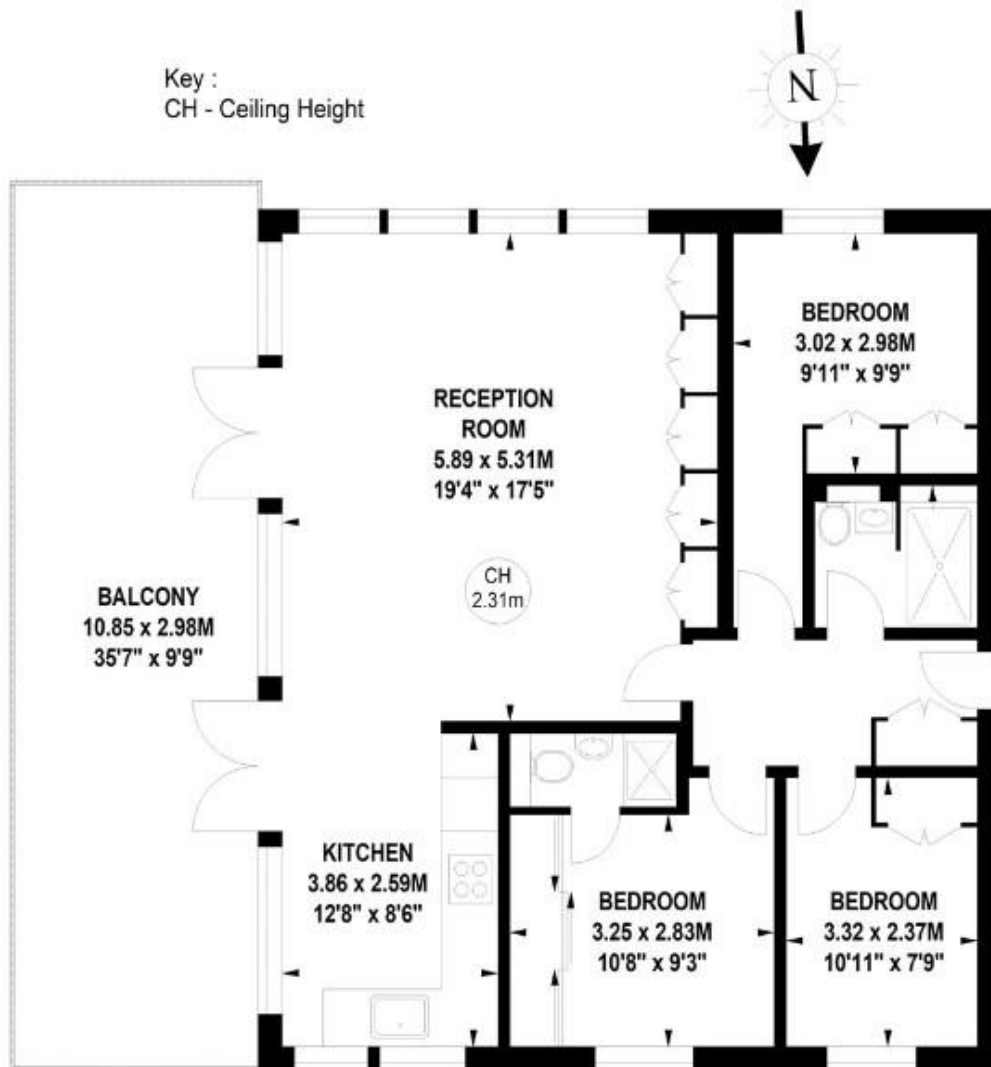 Key :
CH - Ceiling Height
N
BEDROOM
3.02 x 2.98M
9'11" x 9'9"
RECEPTION
ROOM
5.89 x 5.31M
19'4" x 17'5"
CH
2.31m
BALCONY
10.85 x 2.98M
35'7" x 9'9"
KITCHEN
3.86 x 2.59M
12'8" x 8'6"
BEDROOM
3.25 x 2.83M
10'8" x 9'3"
BEDROOM
3.32 x 2.37M
10'11" x 7'9"